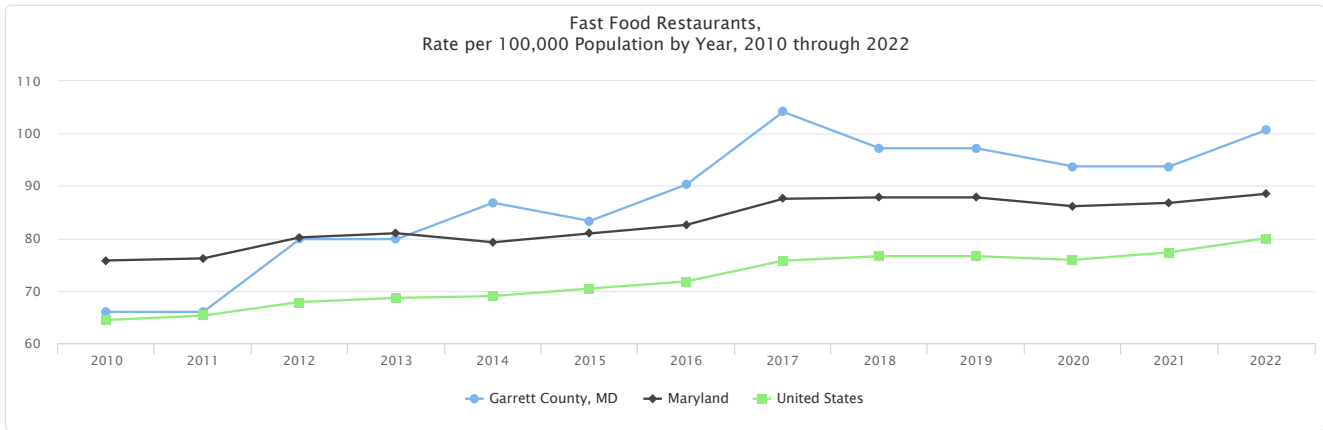 Fast Food Restaurants,
Rate per 100,000 Population by Year, 2010 through 2022
110
100
90
80
70
60
2010 2011 2012 2013 2014 2015 2016 2017 2018 2019 2020 2021 2022
Garrett County, MD Maryland United States